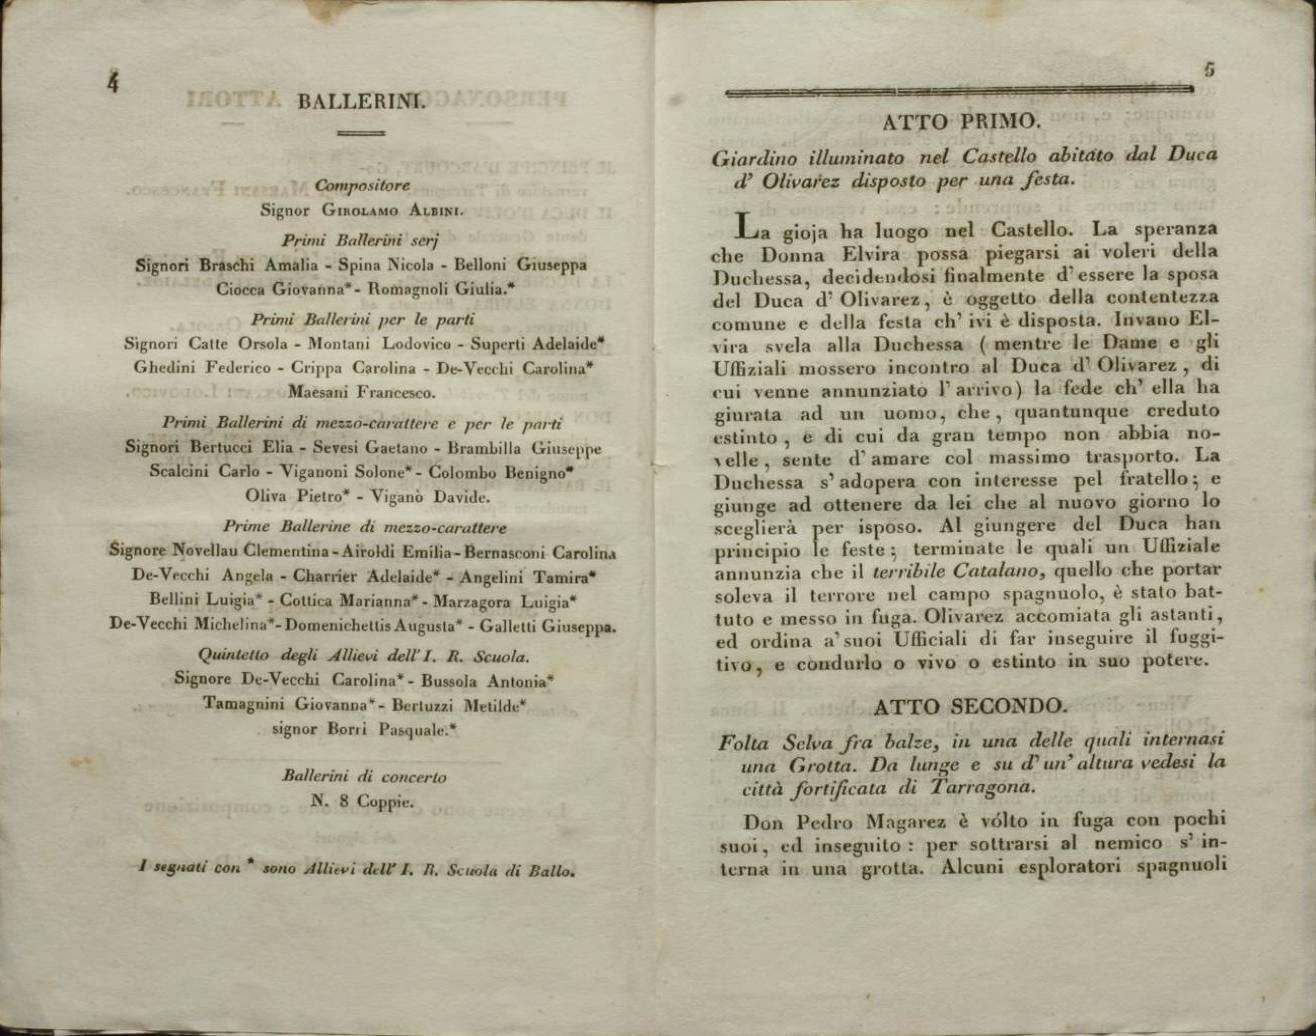 4
BALLERINI.
Compositore
Signor GIROLAMO ALBINI.
Primi Ballerini serj
Signori Braschi Amalia - Spina Nicola - Belloni Giuseppa
Ciocca Giovanna* - Romagnoli Giulia.*
Primi Ballerini per le parti
Signori Catte Orsola - Montani Lodovico - Superti Adelaide*
Ghedini Federico - Crippa Carolina - De-Vecchi Carolina*
Maesani Francesco.
Primi Ballerini di mezzo-carattere e per le parti
Signori Bertucci Elia - Sevesi Gaetano - Brambilla Giuseppe
Scalcini Carlo - Viganoni Solone* - Colombo Benigno*
Oliva Pietro* - Viganò Davide.
Prime Ballerine di mezzo-carattere
Signore Novellau Clementina - Airoldi Emilia - Bernasconi Carolina
De-Vecchi Angela - Charrier Adelaide* - Angelini Tamira*
Bellini Luigia* - Cottica Marianna* - Marzagora Luigia*
De-Vecchi Michelina* - Domenichettis Augusta* - Galletti Giuseppa.
Quintetto degli Allievi dell' I. R. Scuola.
Signore De-Vecchi Carolina* - Bussola Antonia*
Tamagnini Giovanna* - Bertuzzi Metilde*
signor Borri Pasquale.*
Ballerini di concerto
N. 8 Coppie.
I segnati con * sono Allievi dell' I. R. Scuola di Ballo.
5
ATTO PRIMO.
Giardino illuminato nel Castello abitato dal Duca
d' Olivarez disposto per una festa.
La gioja ha luogo nel Castello. La speranza
che Donna Elvira possa piegarsi ai voleri della
Duchessa, decidendosi finalmente d' essere la sposa
del Duca d' Olivarez, è oggetto della contentezza
comune e della festa ch' ivi è disposta. Invano El-
vira svela alla Duchessa ( mentre le Dame e gli
Uffiziali mossero incontro al Duca d' Olivarez, di
cui venne annunziato l' arrivo) la fede ch' ella ha
giurata ad un uomo, che, quantunque creduto
estinto, e di cui da gran tempo non abbia no-
velle, sente d' amare col massimo trasporto. La
Duchessa s' adopera con interesse pel fratello; e
giunge ad ottenere da lei che al nuovo giorno lo
sceglierà per isposo. Al giungere del Duca han
principio le feste; terminate le quali un Uffiziale
annunzia che il terribile Catalano, quello che portar
soleva il terrore nel campo spagnuolo, è stato bat-
tuto e messo in fuga. Olivarez accomiata gli astanti,
ed ordina a' suoi Ufficiali di far inseguire il fuggi-
tivo, e condurlo o vivo o estinto in suo potere.
ATTO SECONDO.
Folta Selva fra balze, in una delle quali internasi
una Grotta. Da lunge e su d' un' altura vedesi la
città fortificata di Tarragona.
Don Pedro Magarez è vólto in fuga con pochi
suoi, ed inseguito : per sottrarsi al nemico s' in-
terna in una grotta. Alcuni esploratori spagnuoli